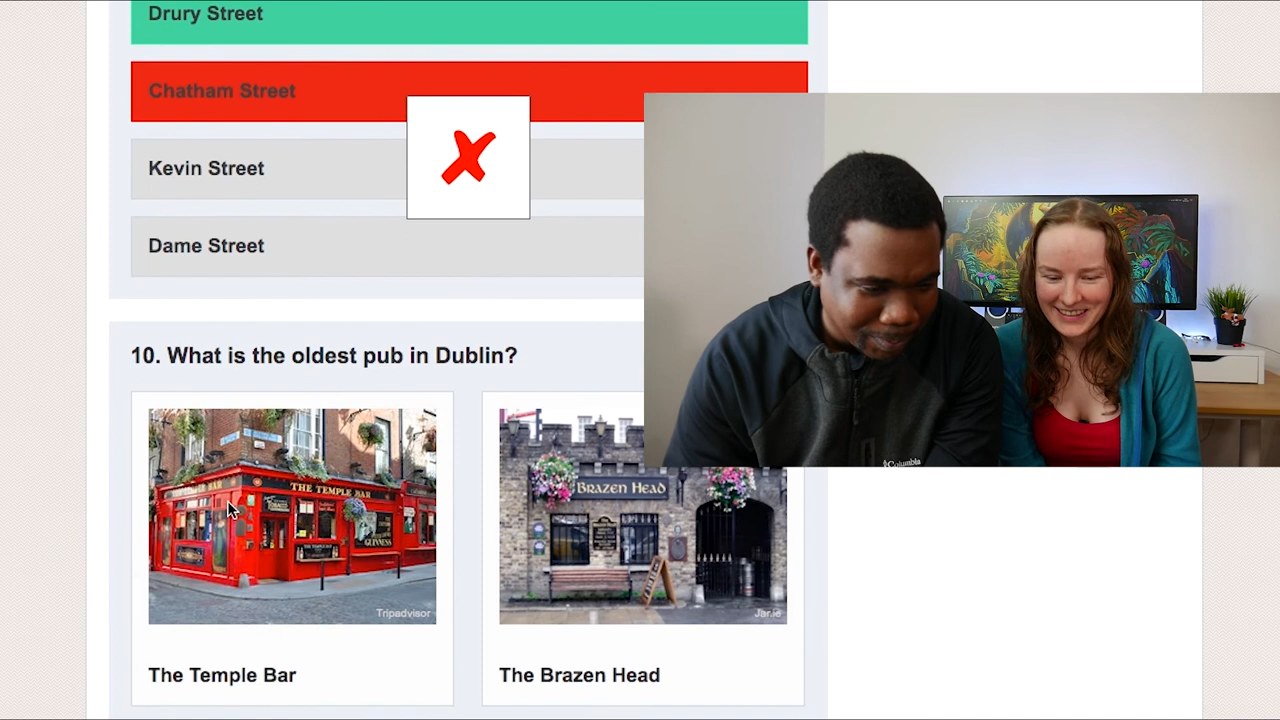 Drury Street
Chatham Street
Kevin Street
Dame Street
10. What is the oldest pub in Dublin?
THE TEMPLE BAR
GUINNESS
Tripadvisor
BRAZEN HEAD
Jar.ie
Columbia
The Temple Bar
The Brazen Head